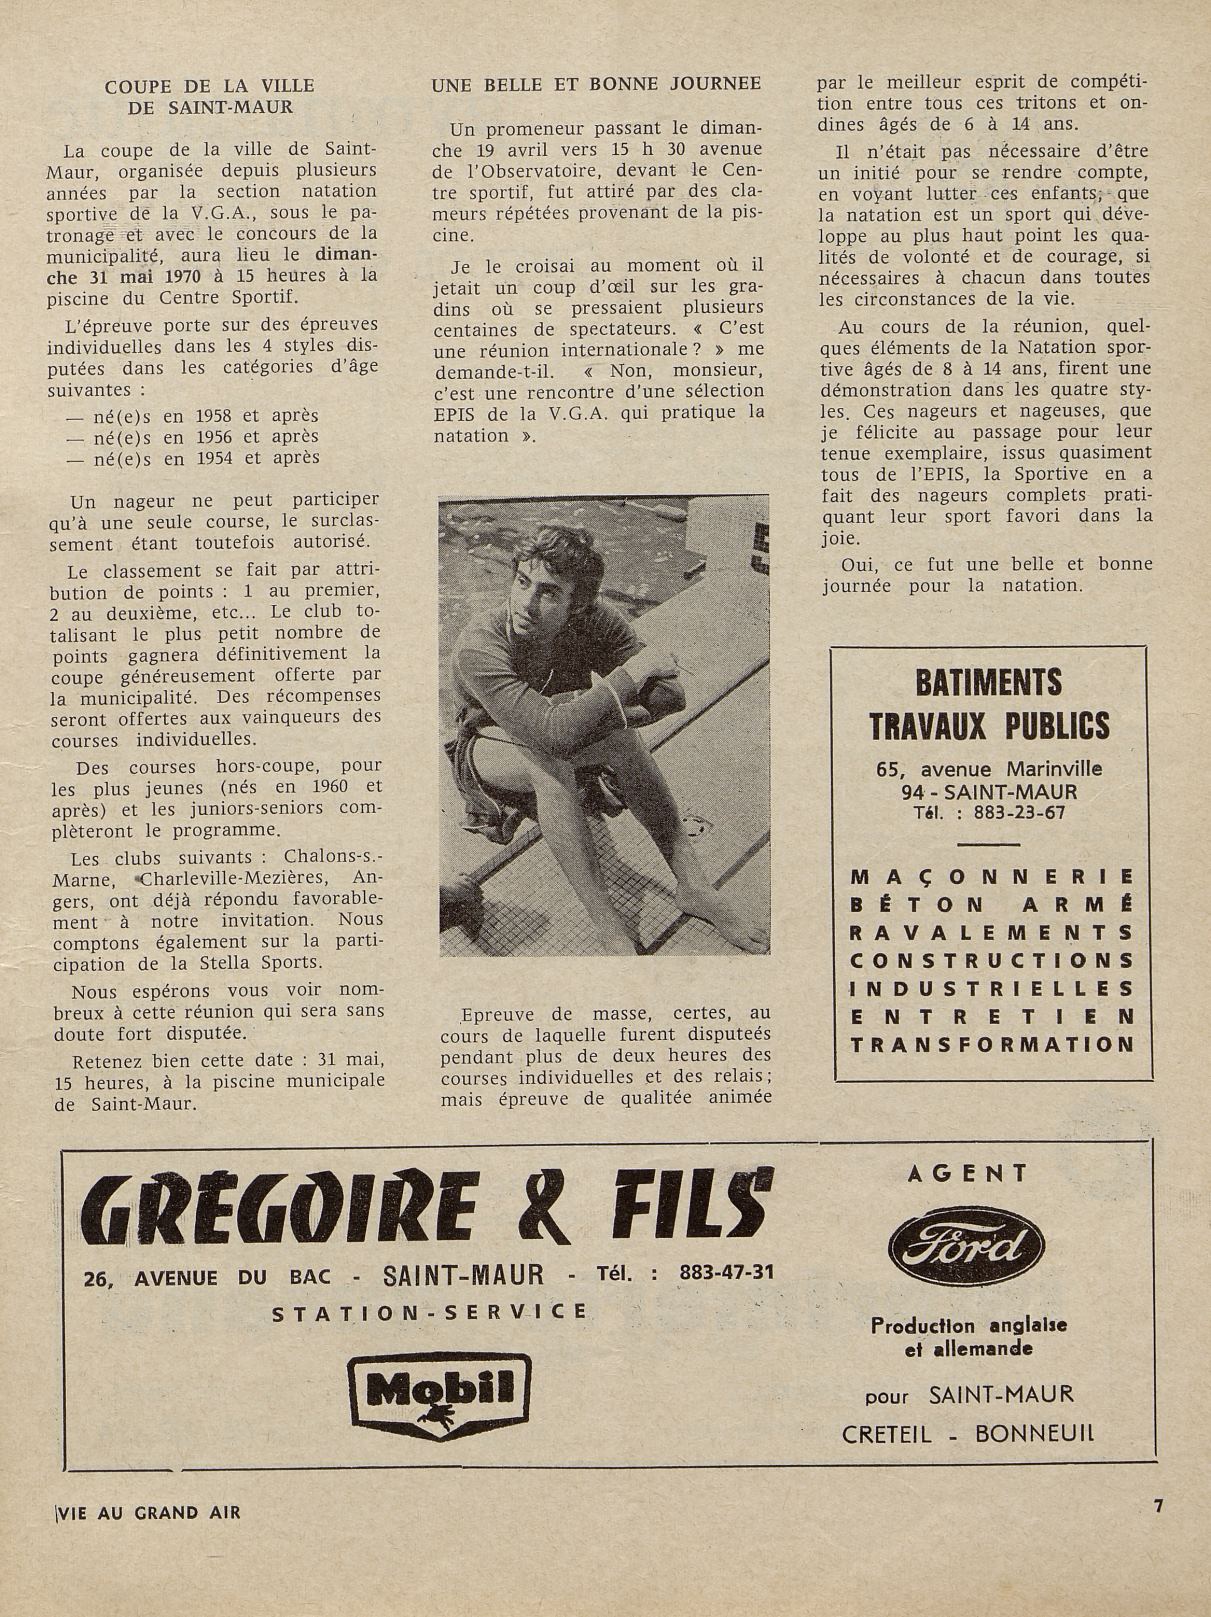 COUPE DE LA VILLE
DE SAINT-MAUR
La coupe de la ville de Saint-
Maur, organisée depuis plusieurs
années par la section natation
sportive de la V.G.A., sous le pa-
tronage et avec le concours de la
municipalité, aura lieu le diman-
che 31 mai 1970 à 15 heures à la
piscine du Centre Sportif.
L'épreuve porte sur des épreuves
individuelles dans les 4 styles dis-
putées dans les catégories d'âge
suivantes :
— né(e)s en 1958 et après
— né(e)s en 1956 et après
— né(e)s en 1954 et après
Un nageur ne peut participer
qu'à une seule course, le surclas-
sement étant toutefois autorisé.
Le classement se fait par attri-
bution de points : 1 au premier,
2 au deuxième, etc... Le club to-
talisant le plus petit nombre de
points gagnera définitivement la
coupe généreusement offerte par
la municipalité. Des récompenses
seront offertes aux vainqueurs des
courses individuelles.
Des courses hors-coupe, pour
les plus jeunes (nés en 1960 et
après) et les juniors-seniors com-
plèteront le programme.
Les clubs suivants : Chalons-s.-
Marne, Charleville-Mezières, An-
gers, ont déjà répondu favorable-
ment à notre invitation. Nous
comptons également sur la parti-
cipation de la Stella Sports.
Nous espérons vous voir nom-
breux à cette réunion qui sera sans
doute fort disputée.
Retenez bien cette date : 31 mai,
15 heures, à la piscine municipale
de Saint-Maur.
UNE BELLE ET BONNE JOURNEE
Un promeneur passant le diman-
che 19 avril vers 15 h 30 avenue
de l'Observatoire, devant le Cen-
tre sportif, fut attiré par des cla-
meurs répétées provenant de la pis-
cine.
Je le croisai au moment où il
jetait un coup d'œil sur les gra-
dins où se pressaient plusieurs
centaines de spectateurs. « C'est
une réunion internationale ? » me
demande-t-il. « Non, monsieur,
c'est une rencontre d'une sélection
EPIS de la V.G.A. qui pratique la
natation ».
5
Epreuve de masse, certes, au
cours de laquelle furent disputeés
pendant plus de deux heures des
courses individuelles et des relais ;
mais épreuve de qualitée animée
par le meilleur esprit de compéti-
tion entre tous ces tritons et on-
dines âgés de 6 à 14 ans.
Il n'était pas nécessaire d'être
un initié pour se rendre compte,
en voyant lutter ces enfants, que
la natation est un sport qui déve-
loppe au plus haut point les qua-
lités de volonté et de courage, si
nécessaires à chacun dans toutes
les circonstances de la vie.
Au cours de la réunion, quel-
ques éléments de la Natation spor-
tive âgés de 8 à 14 ans, firent une
démonstration dans les quatre sty-
les. Ces nageurs et nageuses, que
je félicite au passage pour leur
tenue exemplaire, issus quasiment
tous de l'EPIS, la Sportive en a
fait des nageurs complets prati-
quant leur sport favori dans la
joie.
Oui, ce fut une belle et bonne
journée pour la natation.
BATIMENTS
TRAVAUX PUBLICS
65, avenue Marinville
94 - SAINT-MAUR
Tél. : 883-23-67
MAÇONNERIE
BÉTON ARMÉ
RAVALEMENTS
CONSTRUCTIONS
INDUSTRIELLES
ENTRETIEN
TRANSFORMATION
GRÉGOIRE & FILS
26, AVENUE DU BAC - SAINT-MAUR - Tél. : 883-47-31
STATION-SERVICE
Mobil
AGENT
Ford
Production anglaise
et allemande
pour SAINT-MAUR
CRETEIL - BONNEUIL
VIE AU GRAND AIR
7